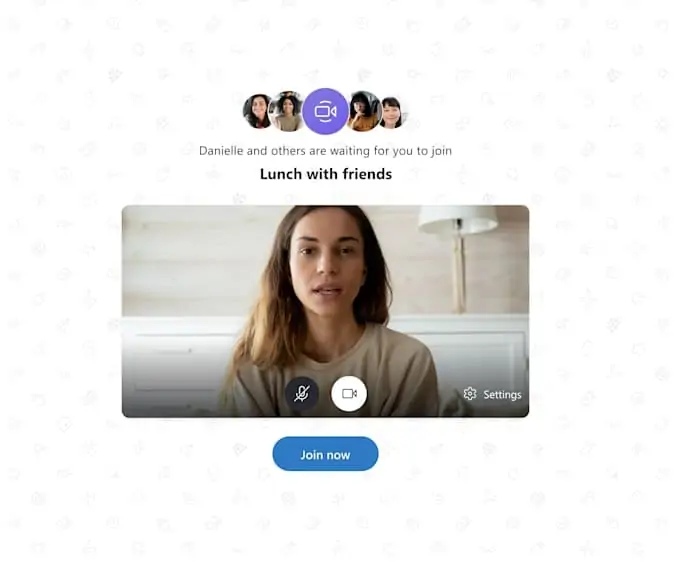 Danielle and others are waiting for you to join
Lunch with friends
Settings
Join now